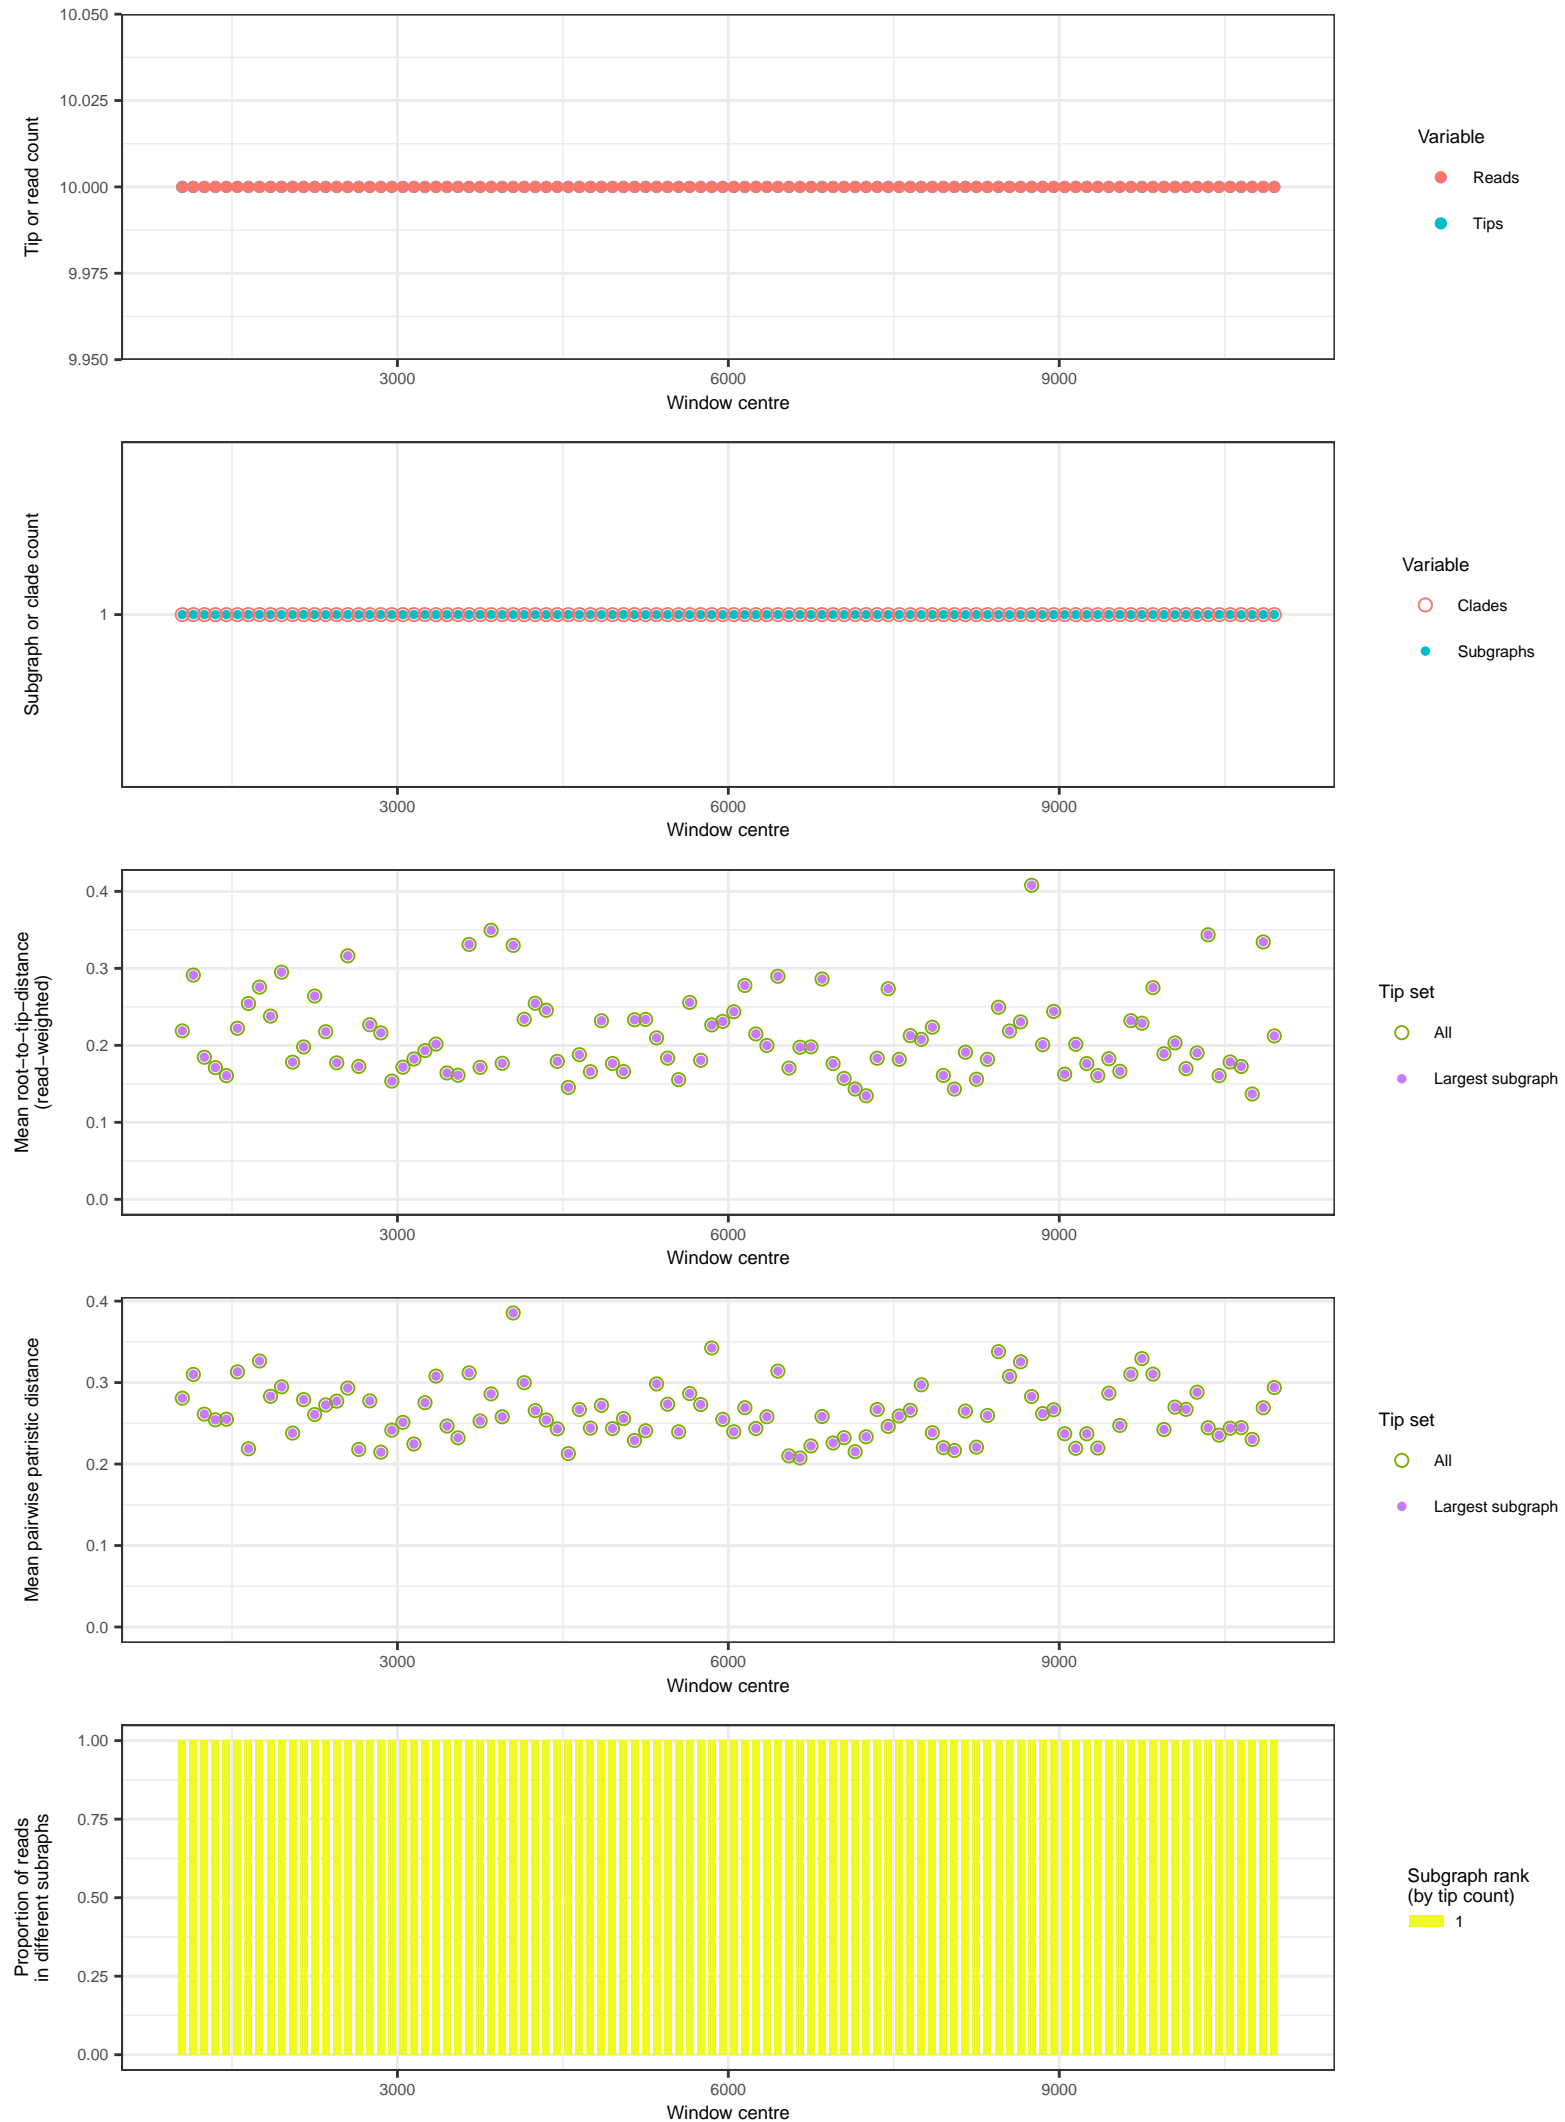 10.050
10.025
10.000
9.975
9.950
Tip or read count
3000
6000
9000
Window centre
Variable
Reads
Tips
Subgraph or clade count
1
3000
6000
9000
Window centre
Variable
Clades
Subgraphs
Mean root−to−tip−distance
(read−weighted)
0.4
0.3
0.2
0.1
0.0
3000
6000
9000
Window centre
Tip set
All
Largest subgraph
Mean pairwise patristic distance
0.4
0.3
0.2
0.1
0.0
3000
6000
9000
Window centre
Tip set
All
Largest subgraph
Proportion of reads
in different subraphs
1.00
0.75
0.50
0.25
0.00
3000
6000
9000
Window centre
Subgraph rank
(by tip count)
1